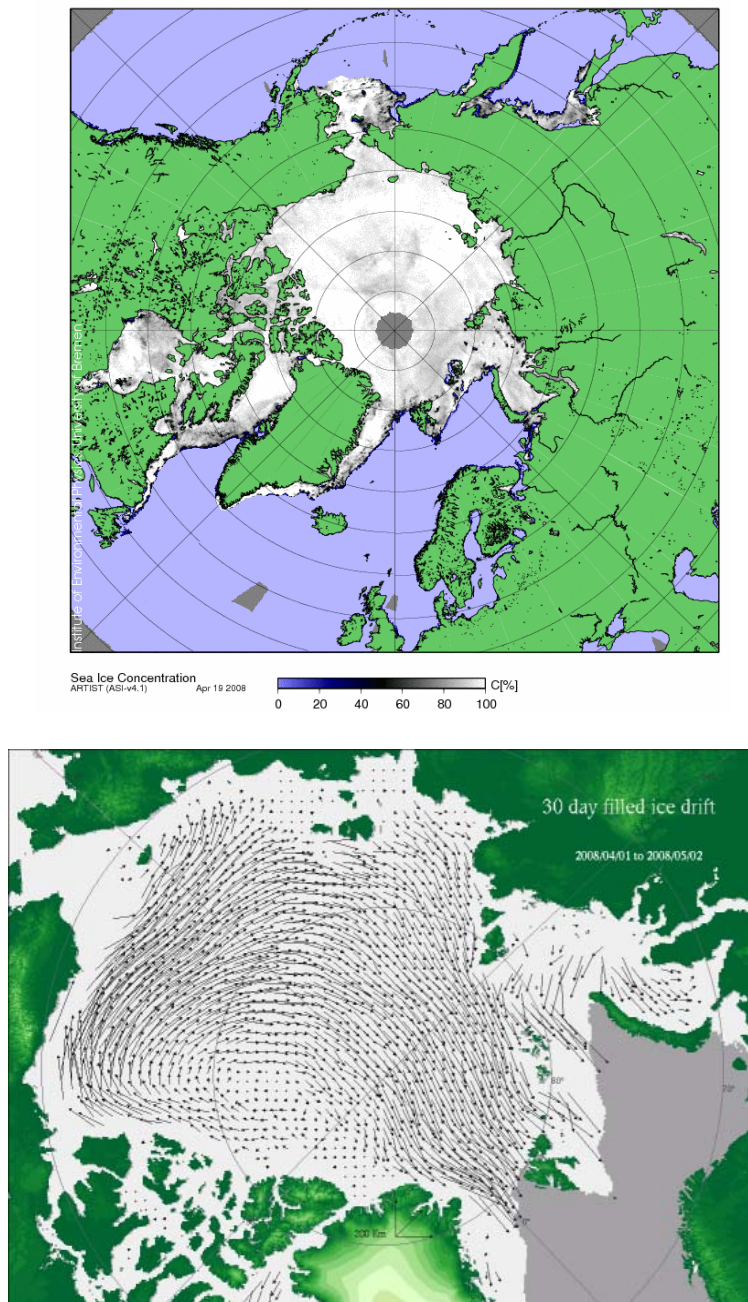 Institute of Environmental Physics, University of Bremen
Sea Ice Concentration
ARTIST (ASI-v4.1) Apr 19 2008
C[%]
0 20 40 60 80 100
30 day filled ice drift
2008/04/01 to 2008/05/02
80°
70°
200 Km